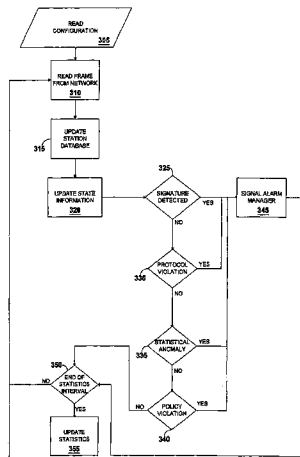 READ
CONFIGURATION
305
READ FRAME
FROM NETWORK
310
315
UPDATE
STATION
DATABASE
UPDATE STATE
INFORMATION
320
325
SIGNATURE
DETECTED
YES
NO
SIGNAL ALARM
MANAGER
345
330
PROTOCOL
VIOLATION
YES
NO
335
STATISTICAL
ANOMALY
YES
NO
350
END OF
STATISTICS
INTERVAL
NO
YES
POLICY
VIOLATION
YES
NO
340
UPDATE
STATISTICS
355